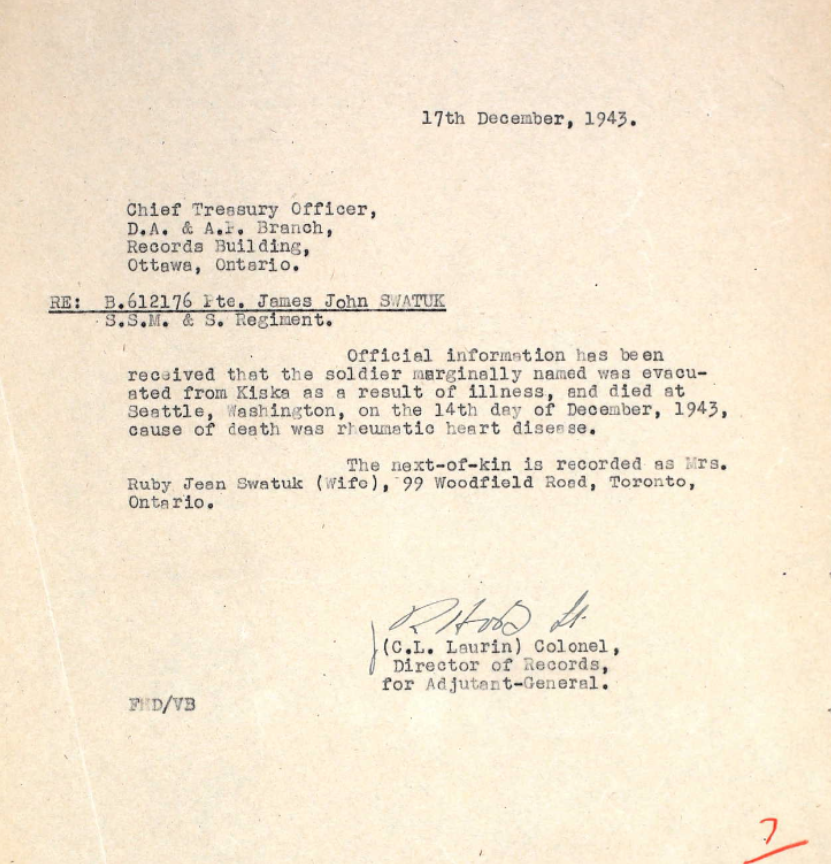 17th December, 1943.
Chief Treasury Officer,
D.A. & A.P. Branch,
Records Building,
Ottawa, Ontario.
RE: B.612176 Pte. James John SWATUK
S.S.M. & S. Regiment.
Official information has been
received that the soldier marginally named was evacu-
ated from Kiska as a result of illness, and died at
Seattle, Washington, on the 14th day of December, 1943,
cause of death was rheumatic heart disease.
The next-of-kin is recorded as Mrs.
Ruby Jean Swatuk (Wife), 99 Woodfield Road, Toronto,
Ontario.
(C.L. Laurin) Colonel,
Director of Records,
for Adjutant-General.
/VB
7